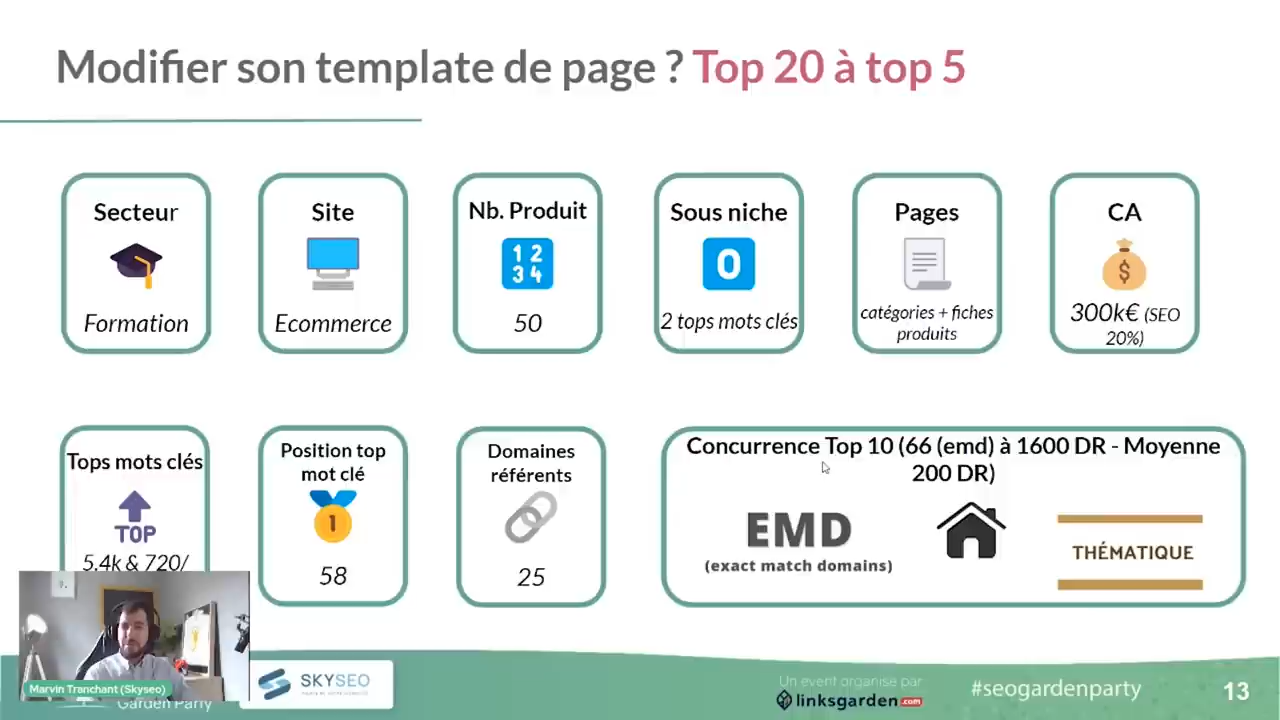 Modifier son template de page ? Top 20 à top 5
Secteur
Formation
Site
Ecommerce
Nb. Produit
1 2
3 4
50
Sous niche
0
2 tops mots clés
Pages
catégories + fiches
produits
CA
$
300k€ (SEO
20%)
Tops mots clés
TOP
5.4k & 720/
Position top
mot clé
1
58
Domaines
référents
25
Concurrence Top 10 (66 (emd) à 1600 DR - Moyenne
200 DR)
EMD
(exact match domains)
THÉMATIQUE
Marvin Tranchant (Skyseo)
Garden Party
SKYSEO
Un event organisé par
linksgarden.com
#seogardenparty
13